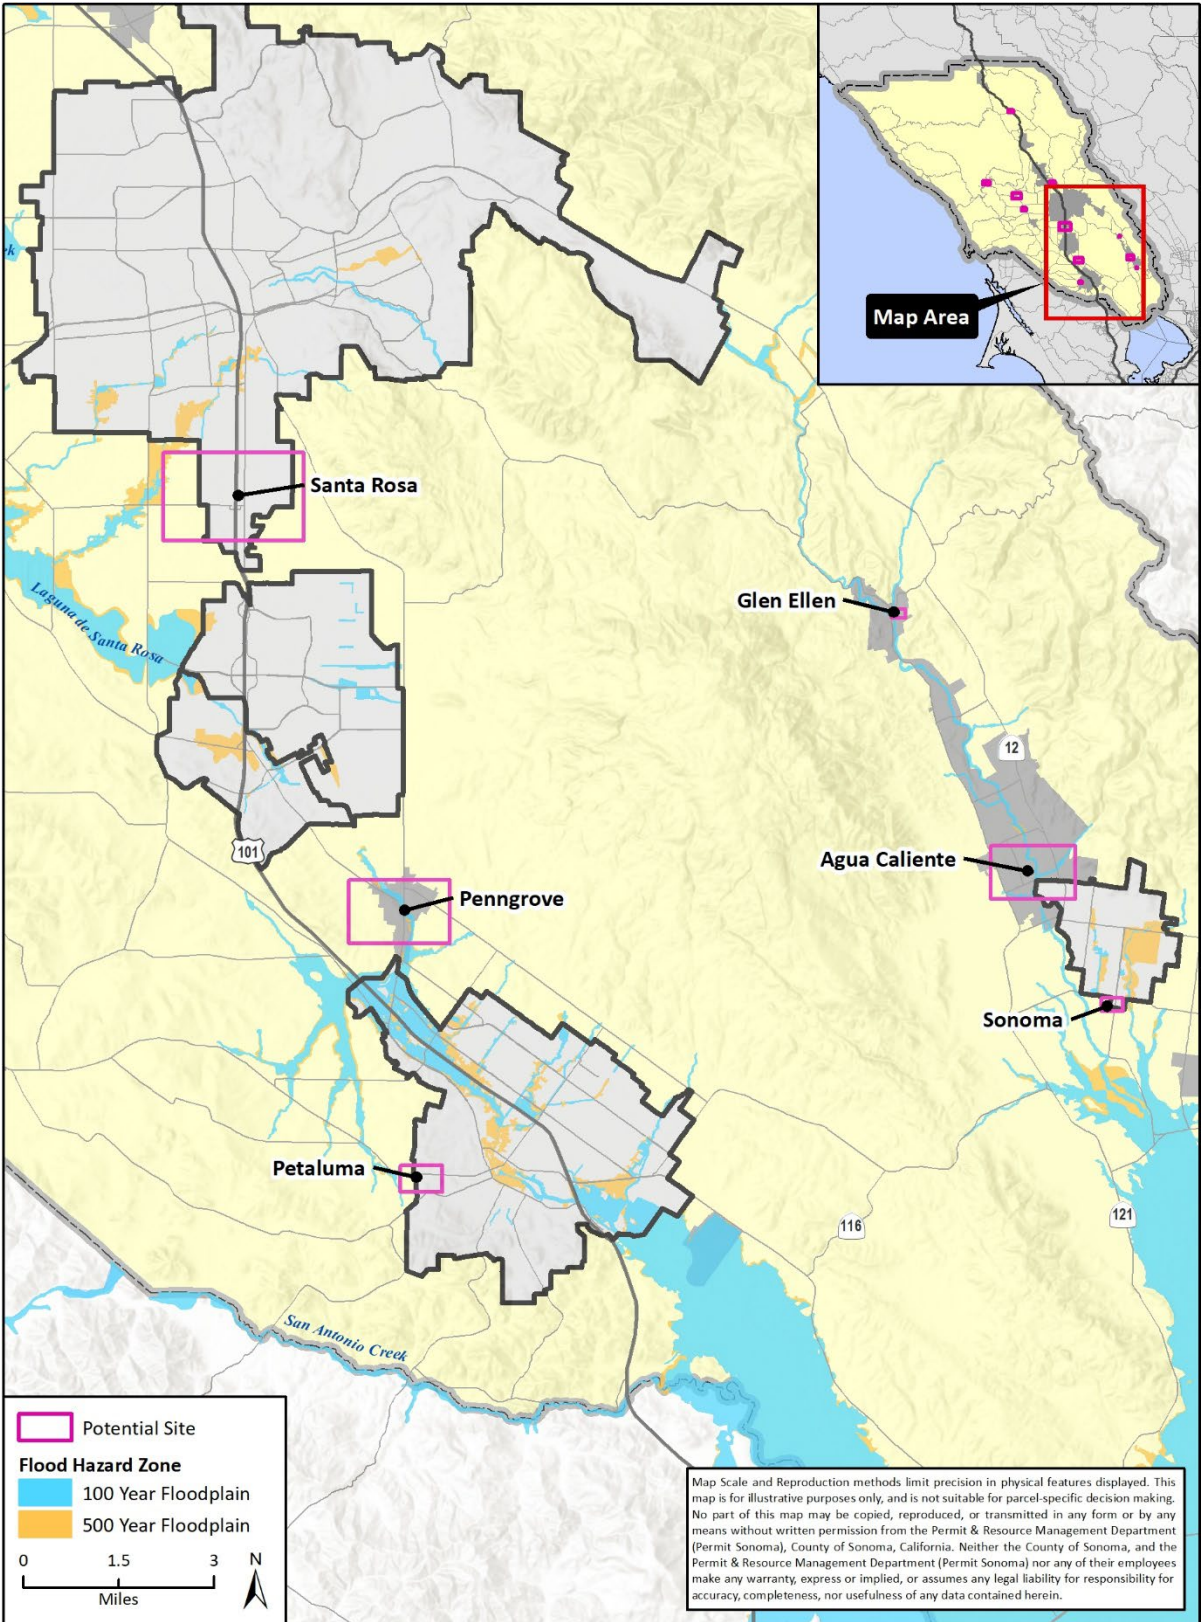 Map Area
k
Santa Rosa
Laguna de Santa Rosa
Glen Ellen
12
101
Agua Caliente
Penngrove
Sonoma
Petaluma
116
121
San Antonio Creek
Potential Site
Flood Hazard Zone
100 Year Floodplain
500 Year Floodplain
0 1.5 3
Miles
N
Map Scale and Reproduction methods limit precision in physical features displayed. This
map is for illustrative purposes only, and is not suitable for parcel-specific decision making.
No part of this map may be copied, reproduced, or transmitted in any form or by any
means without written permission from the Permit & Resource Management Department
(Permit Sonoma), County of Sonoma, California. Neither the County of Sonoma, and the
Permit & Resource Management Department (Permit Sonoma) nor any of their employees
make any warranty, express or implied, or assumes any legal liability for responsibility for
accuracy, completeness, nor usefulness of any data contained herein.